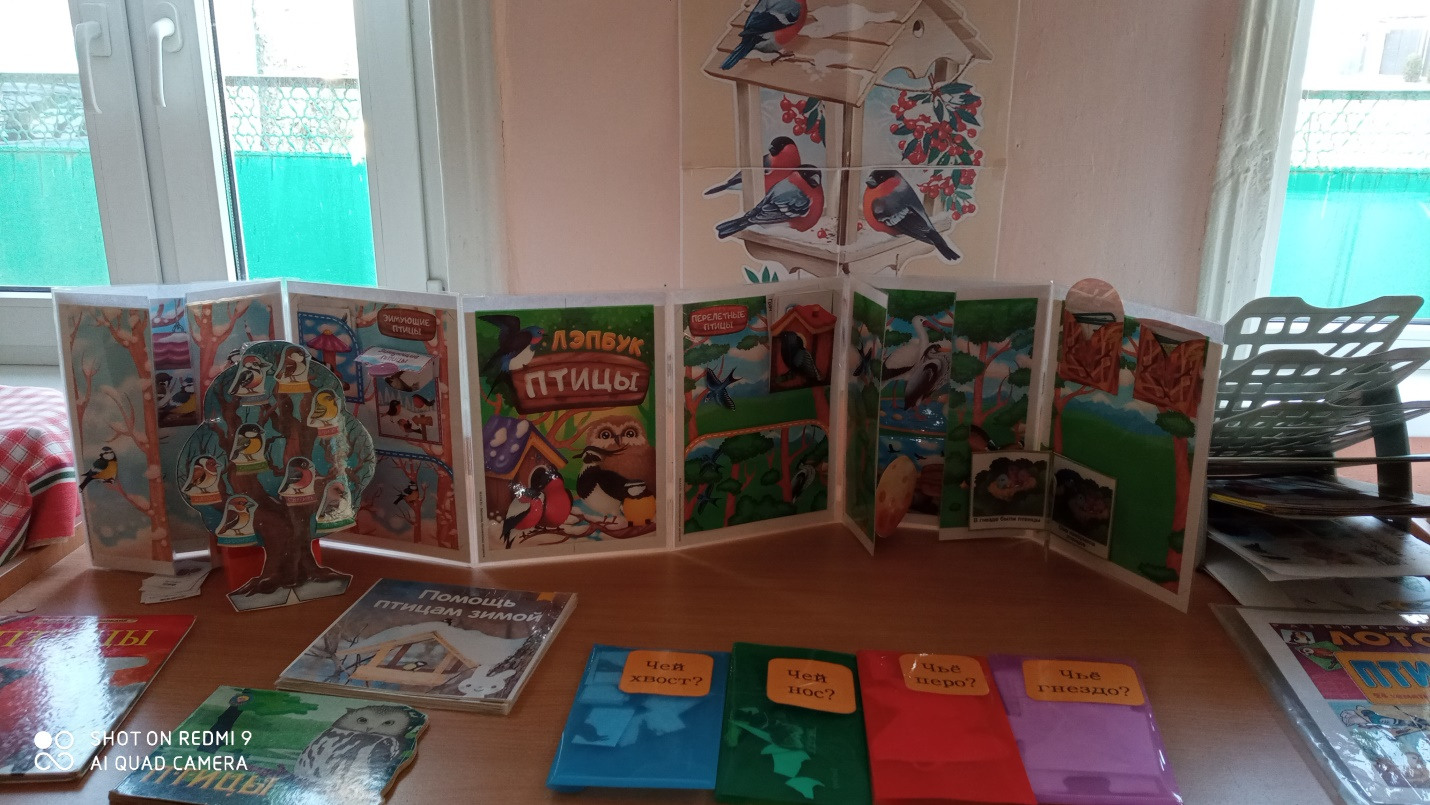 ЗИМУЮЩИЕ
ПТИЦЫ
ЛЭПБУК
ПТИЦЫ
ПЕРЕЛЕТНЫЕ
ПТИЦЫ
Помощь
птицам зимой
Чей
хвост?
Чей
нос?
Чьё
перо?
Чьё
гнездо?
ПТИЦЫ
ПТИЦЫ
ЛОТО
SHOT ON REDMI 9
AI QUAD CAMERA